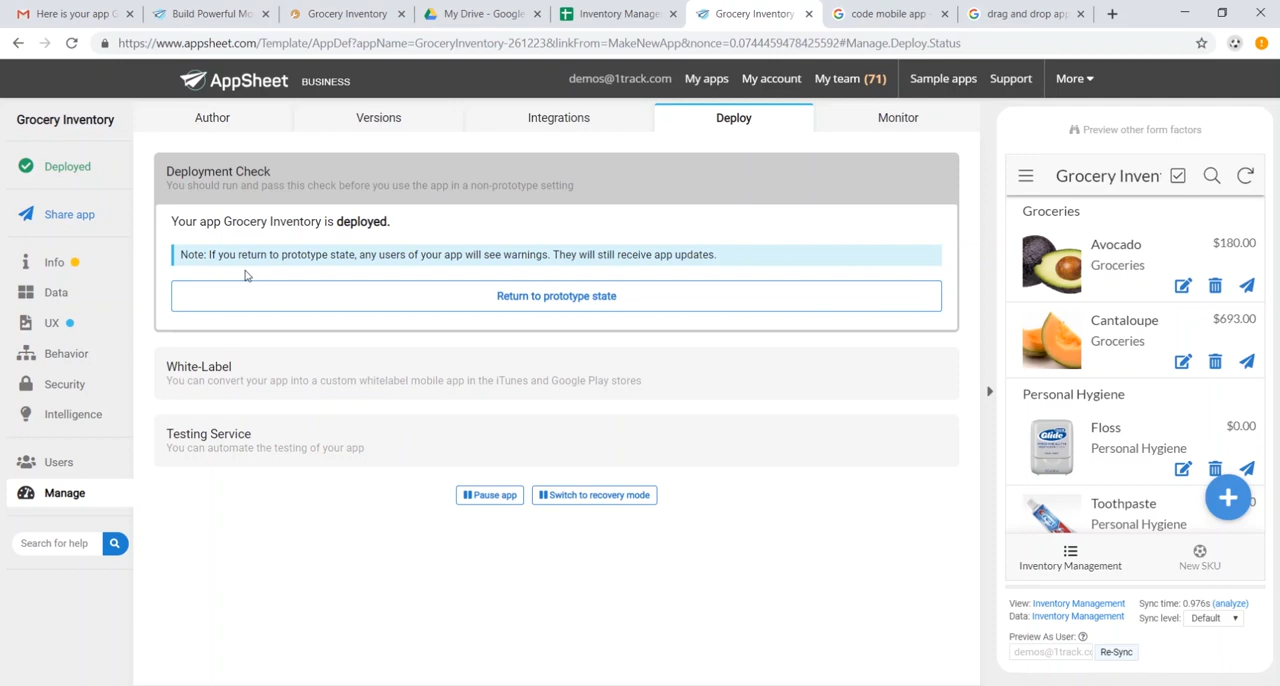 Here is your app G
Build Powerful Mo
Grocery Inventory
My Drive - Google
Inventory Manage
Grocery Inventory
code mobile app -
drag and drop app
https://www.appsheet.com/Template/AppDef?appName=GroceryInventory-261223&linkFrom=MakeNewApp&nonce=0.0744459478425592#Manage.Deploy.Status
AppSheet BUSINESS
demos@1track.com
My apps
My account
My team (71)
Sample apps
Support
More
Grocery Inventory
Deployed
Share app
Info
Data
UX
Behavior
Security
Intelligence
Users
Manage
Search for help
Author
Versions
Integrations
Deploy
Monitor
Deployment Check
You should run and pass this check before you use the app in a non-prototype setting
Your app Grocery Inventory is deployed.
Note: If you return to prototype state, any users of your app will see warnings. They will still receive app updates.
Return to prototype state
White-Label
You can convert your app into a custom whitelabel mobile app in the iTunes and Google Play stores
Testing Service
You can automate the testing of your app
Pause app
Switch to recovery mode
Preview other form factors
Grocery Inven
Groceries
Avocado
$180.00
Groceries
Cantaloupe
$693.00
Groceries
Personal Hygiene
Glide
Floss
$0.00
Personal Hygiene
Toothpaste
Personal Hygiene
Inventory Management
New SKU
View: Inventory Management
Sync time: 0.976s (analyze)
Data: Inventory Management
Sync level: Default
Preview As User:
demos@1track.co
Re-Sync